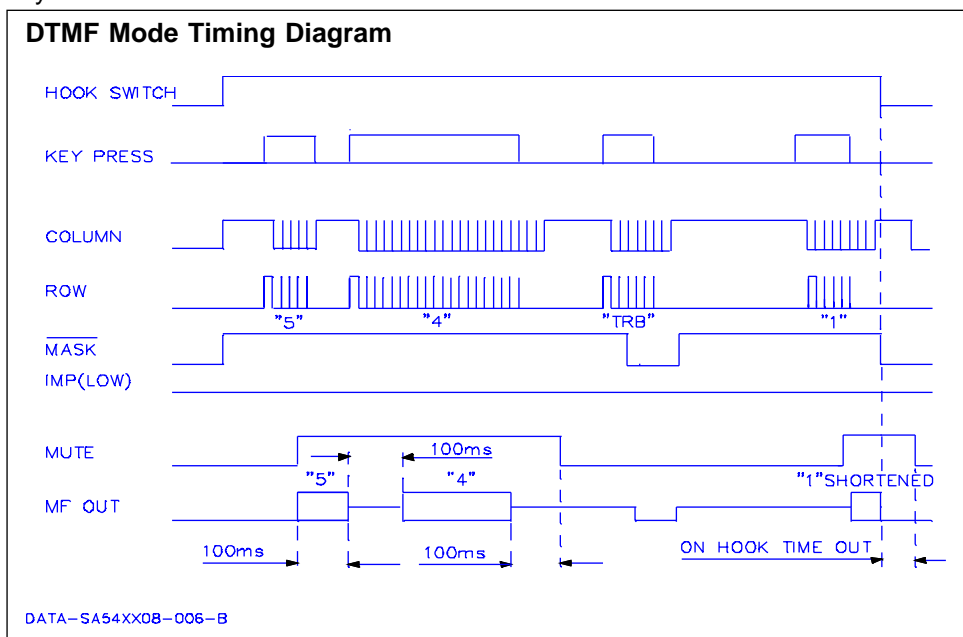 DTMF Mode Timing Diagram
HOOK SWITCH
KEY PRESS
COLUMN
ROW
"5" "4" "TRB" "1"
MASK
IMP(LOW)
MUTE
100ms
"5" "4" "1"SHORTENED
MF OUT
100ms 100ms ON HOOK TIME OUT
DATA-SA54XX08-006-B